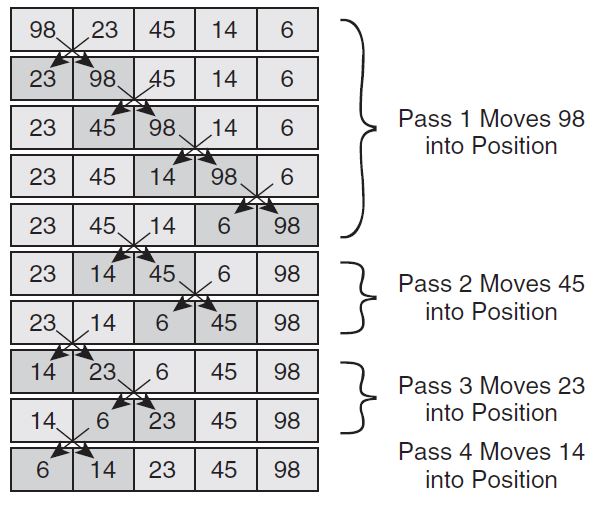 98 23 45 14 6
23 98 45 14 6
23 45 98 14 6
23 45 14 98 6
23 45 14 6 98
Pass 1 Moves 98
into Position
23 14 45 6 98
23 14 6 45 98
Pass 2 Moves 45
into Position
14 23 6 45 98
14 6 23 45 98
Pass 3 Moves 23
into Position
6 14 23 45 98
Pass 4 Moves 14
into Position